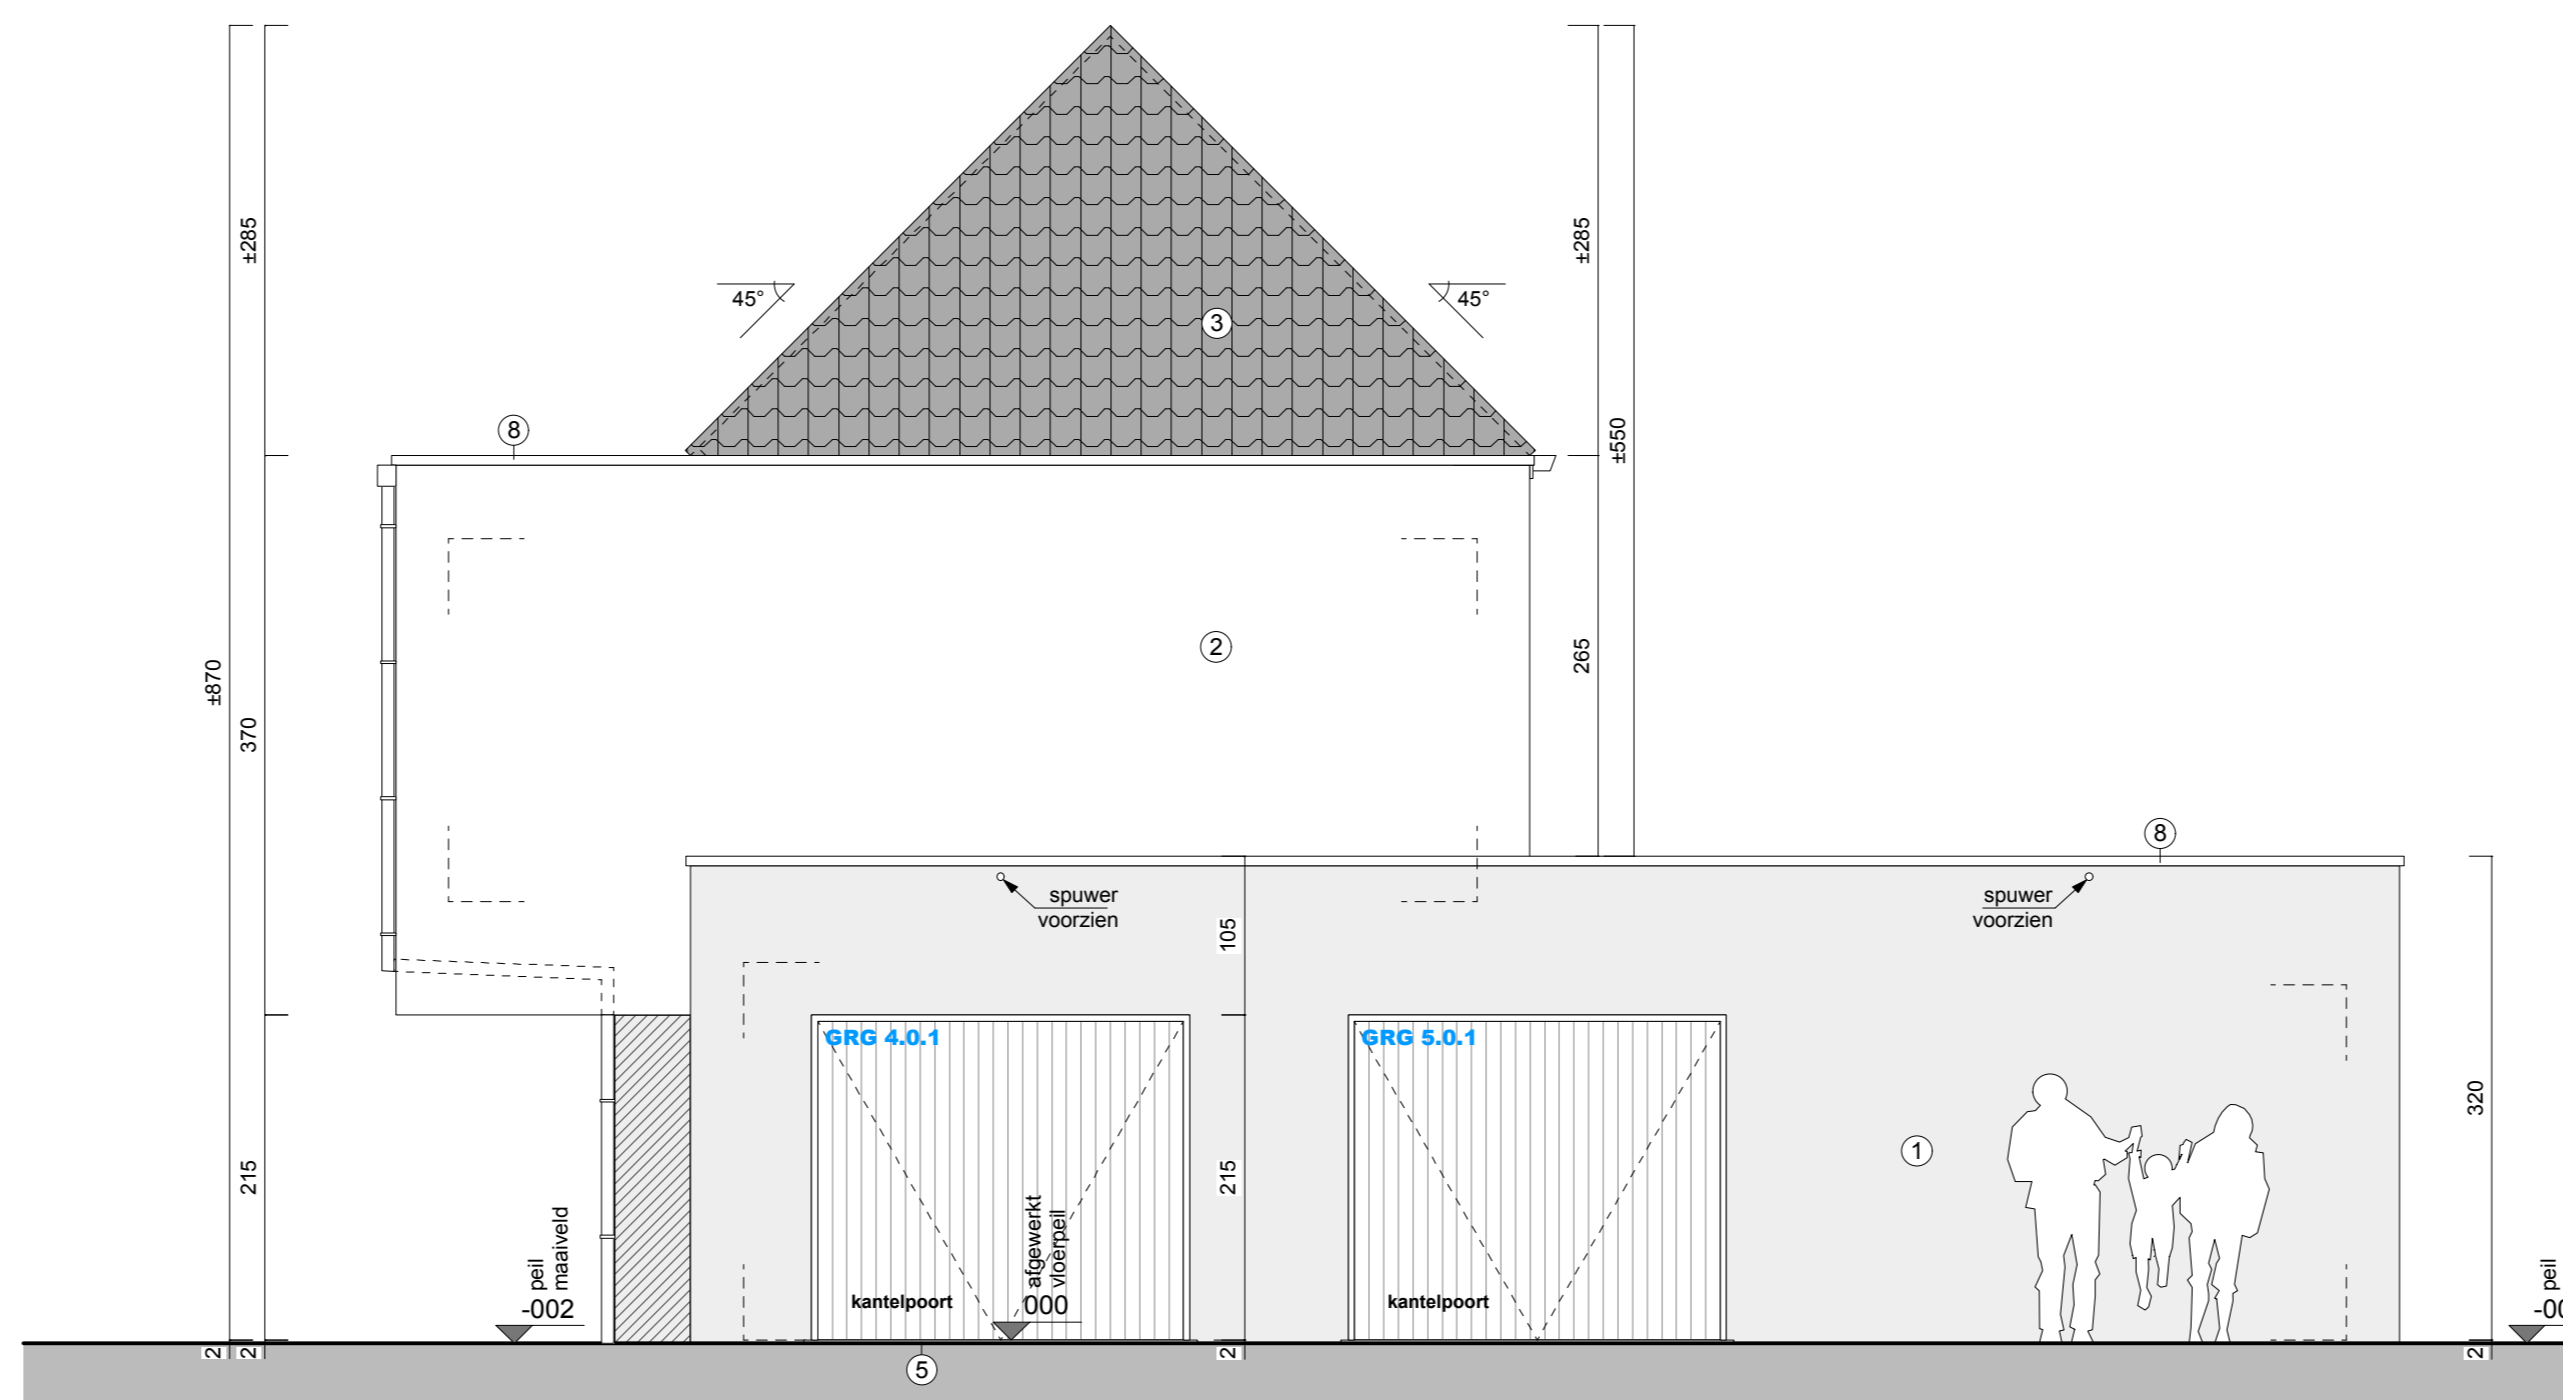 ±285
±285
45°
45°
3
8
±550
2
265
±870
370
8
spuwer
voorzien
spuwer
voorzien
105
GRG 4.0.1
GRG 5.0.1
320
1
215
215
peil
maaiveld
-002
afgewerkt
vloerpeil
000
kantelpoort
kantelpoort
peil
2
2
2
2
5